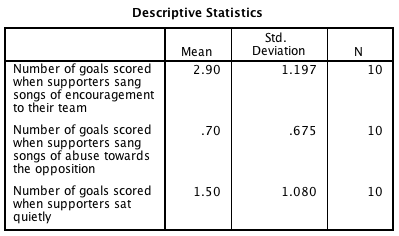 Descriptive Statistics
Mean Std. Deviation N
Number of goals scored 2.90 1.197 10
when supporters sang
songs of encouragement
to their team
Number of goals scored .70 .675 10
when supporters sang
songs of abuse towards
the opposition
Number of goals scored 1.50 1.080 10
when supporters sat
quietly